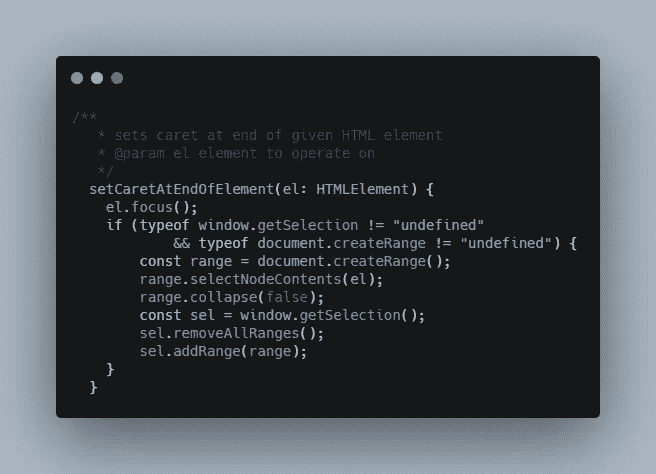 /**
* sets caret at end of given HTML element
* @param el element to operate on
*/
setCaretAtEndOfElement(el: HTMLElement) {
el.focus();
if (typeof window.getSelection != "undefined"
&& typeof document.createRange != "undefined") {
const range = document.createRange();
range.selectNodeContents(el);
range.collapse(false);
const sel = window.getSelection();
sel.removeAllRanges();
sel.addRange(range);
}
}